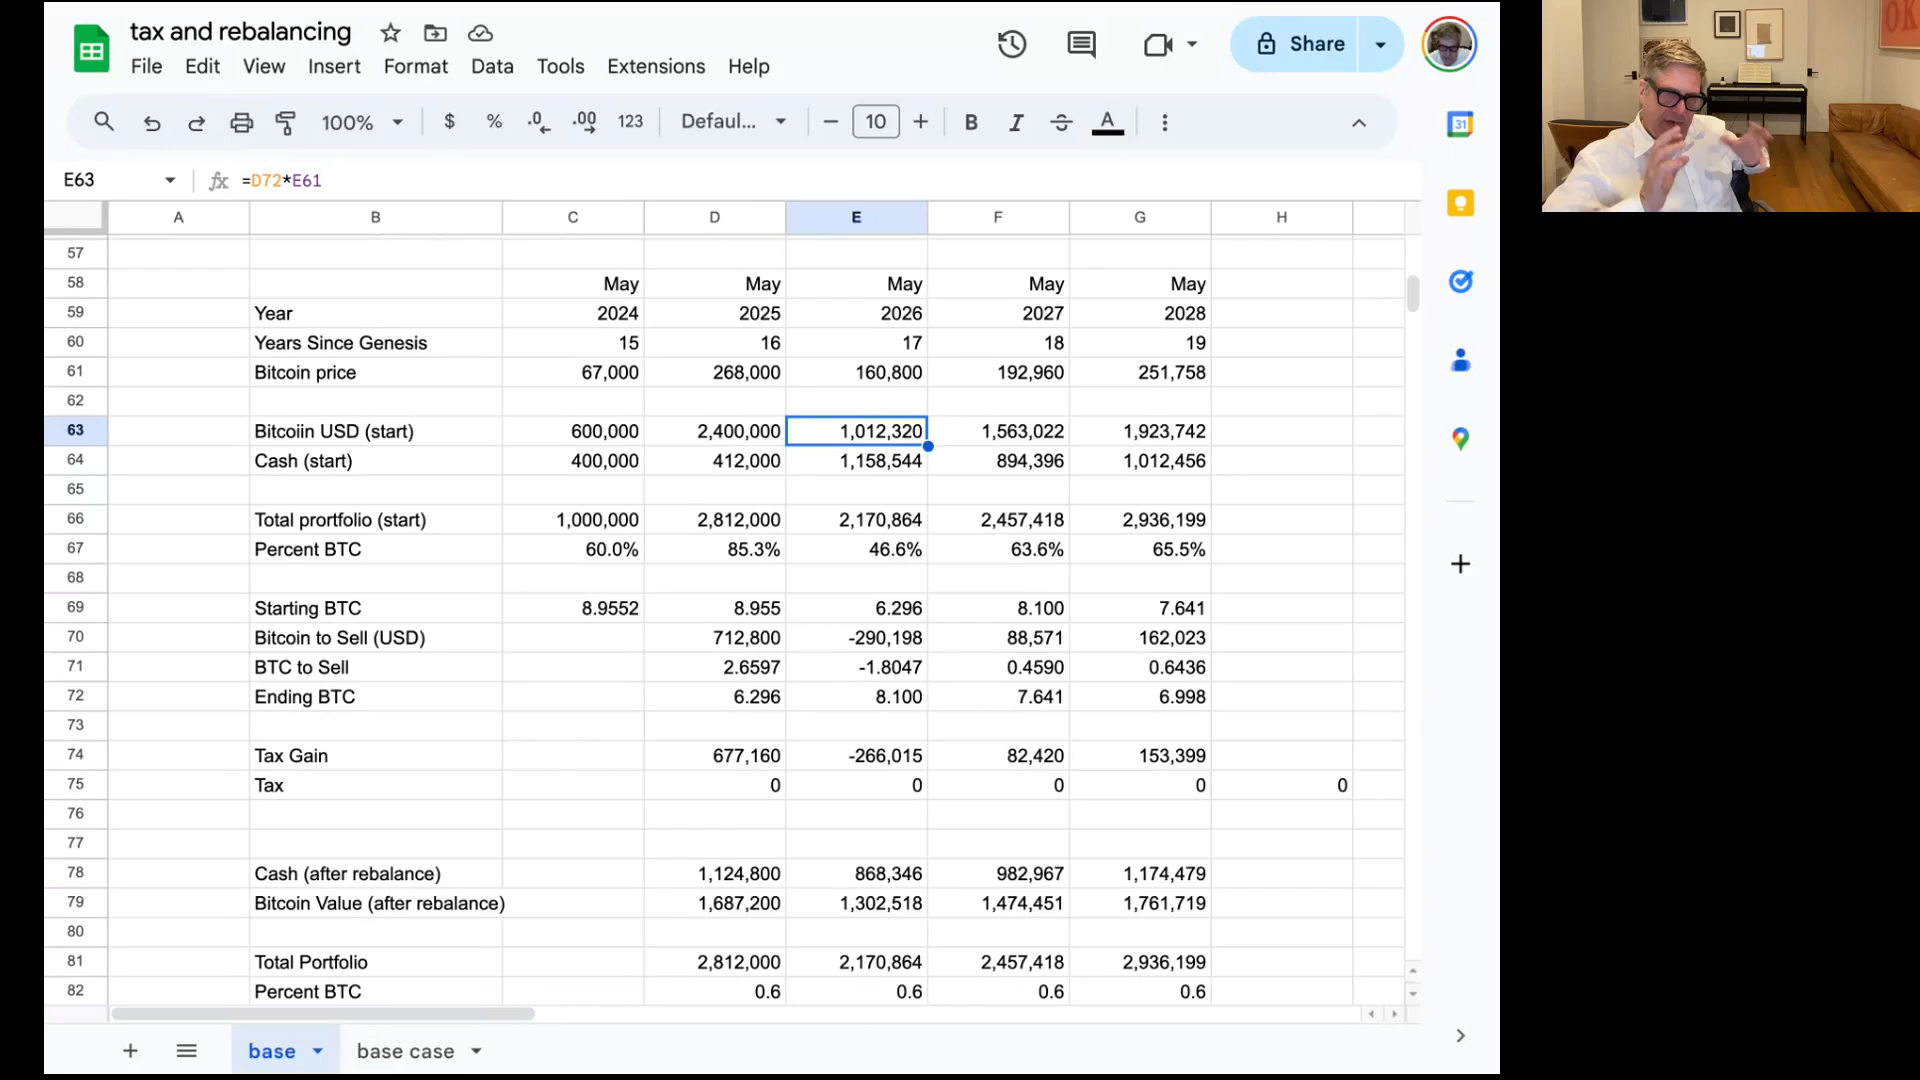 tax and rebalancing
File Edit View Insert Format Data Tools Extensions Help
Share
100% $ % .0 .00 123 Defaul... 10 B I S A
E63 fx =D72*E61
31
OK
A B C D E F G H
57
58 May May May May May
59 Year 2024 2025 2026 2027 2028
60 Years Since Genesis 15 16 17 18 19
61 Bitcoin price 67,000 268,000 160,800 192,960 251,758
62
63 Bitcoiin USD (start) 600,000 2,400,000 1,012,320 1,563,022 1,923,742
64 Cash (start) 400,000 412,000 1,158,544 894,396 1,012,456
65
66 Total prortfolio (start) 1,000,000 2,812,000 2,170,864 2,457,418 2,936,199
67 Percent BTC 60.0% 85.3% 46.6% 63.6% 65.5%
68
69 Starting BTC 8.9552 8.955 6.296 8.100 7.641
70 Bitcoin to Sell (USD) 712,800 -290,198 88,571 162,023
71 BTC to Sell 2.6597 -1.8047 0.4590 0.6436
72 Ending BTC 6.296 8.100 7.641 6.998
73
74 Tax Gain 677,160 -266,015 82,420 153,399
75 Tax 0 0 0 0 0
76
77
78 Cash (after rebalance) 1,124,800 868,346 982,967 1,174,479
79 Bitcoin Value (after rebalance) 1,687,200 1,302,518 1,474,451 1,761,719
80
81 Total Portfolio 2,812,000 2,170,864 2,457,418 2,936,199
82 Percent BTC 0.6 0.6 0.6 0.6
base base case